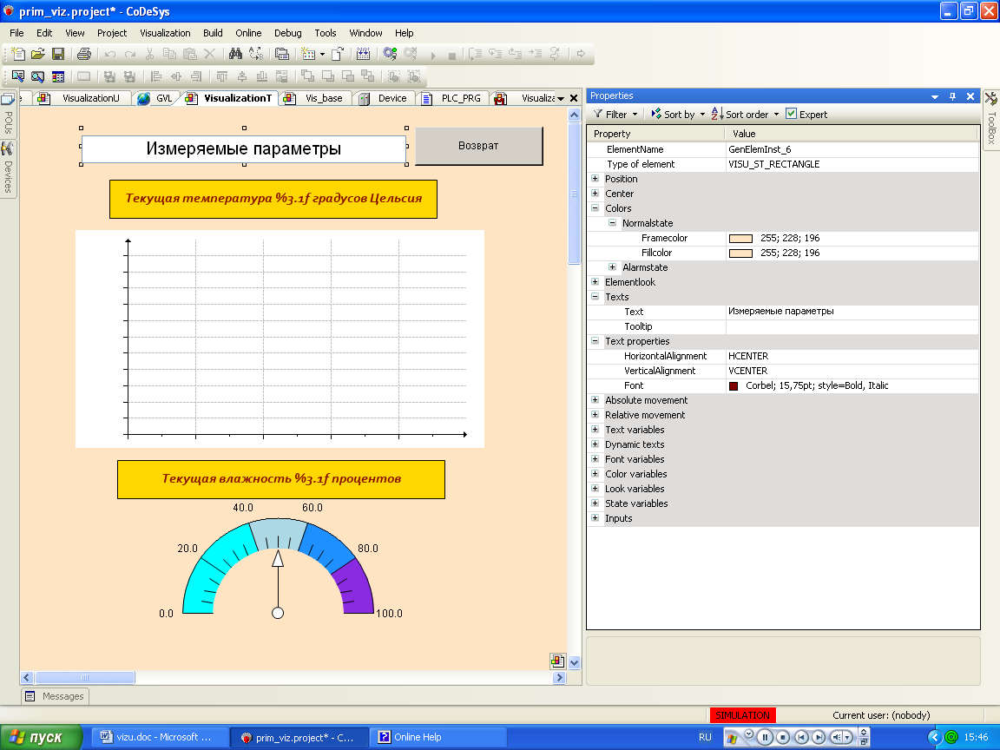 prim_viz.project* - CoDeSys
File Edit View Project Visualization Build Online Debug Tools Window Help
VisualizationU GVL VisualizationT Vis_base Device PLC_PRG Visualiz
POUs
Devices
ToolBox
Измеряемые параметры
Возврат
Текущая температура %3.1f градусов Цельсия
Текущая влажность %3.1f процентов
40.0 60.0
20.0 80.0
0.0 100.0
Properties
Filter Sort by Sort order Expert
Property Value
ElementName GenElemInst_6
Type of element VISU_ST_RECTANGLE
Position
Center
Colors
Normalstate
Framecolor 255; 228; 196
Fillcolor 255; 228; 196
Alarmstate
Elementlook
Texts
Text Измеряемые параметры
Tooltip
Text properties
HorizontalAlignment HCENTER
VerticalAlignment VCENTER
Font Corbel; 15,75pt; style=Bold, Italic
Absolute movement
Relative movement
Text variables
Dynamic texts
Font variables
Color variables
Look variables
State variables
Inputs
Messages
SIMULATION Current user: (nobody)
пуск vizu.doc - Microsoft ... prim_viz.project* - C... Online Help RU 15:46